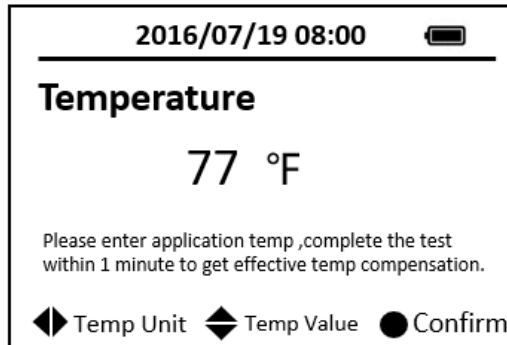 2016/07/19 08:00
Temperature
77 °F
Please enter application temp ,complete the test
within 1 minute to get effective temp compensation.
Temp Unit Temp Value Confirm